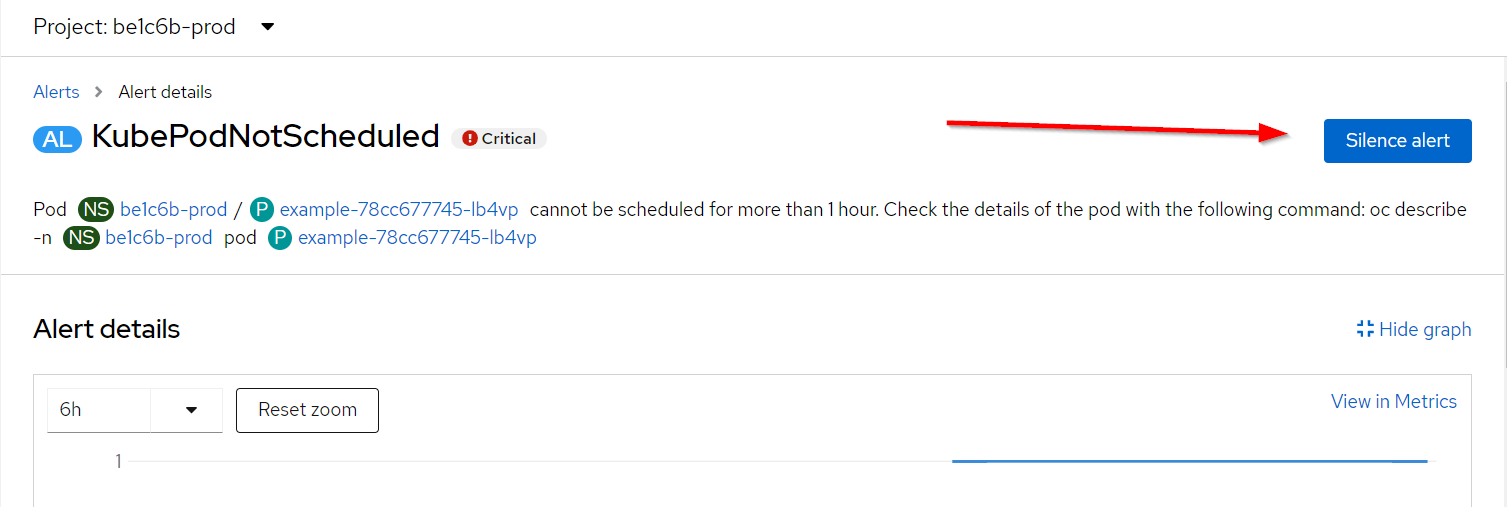 Project: be1c6b-prod
Alerts > Alert details
AL KubePodNotScheduled Critical
Silence alert
Pod NS be1c6b-prod / P example-78cc677745-lb4vp cannot be scheduled for more than 1 hour. Check the details of the pod with the following command: oc describe
-n NS be1c6b-prod pod P example-78cc677745-lb4vp
Alert details
Hide graph
6h
Reset zoom
View in Metrics
1